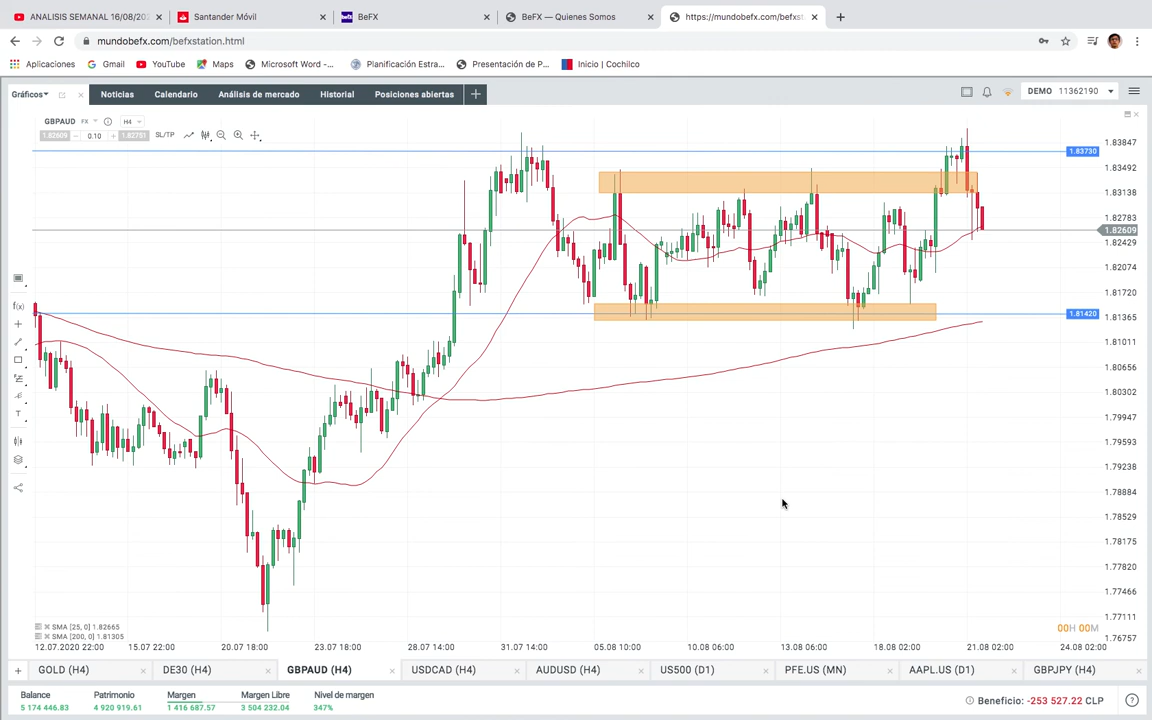 ANALISIS SEMANAL 16/08/202
Santander Móvil
BeFX
BeFX — Quienes Somos
https://mundobefx.com/befxst
mundobefx.com/befxstation.html
Aplicaciones
Gmail
YouTube
Maps
Microsoft Word -...
Planificación Estra...
Presentación de P...
Inicio | Cochilco
Gráficos
Noticias
Calendario
Análisis de mercado
Historial
Posiciones abiertas
DEMO 11362190
GBPAUD FX H4
1.82609 0.10 1.82701 SL/TP
1.83847
1.83730
1.83492
1.83138
1.82783
1.82609
1.82429
1.82074
1.81720
1.81420
1.81365
1.81011
1.80656
1.80302
1.79947
1.79593
1.79238
1.78884
1.78529
1.78175
1.77820
1.77466
1.77111
1.76757
f(x)
T
00H 00M
SMA [25, 0] 1.82665
SMA [200, 0] 1.81305
12.07.2020 22:00 15.07 22:00 20.07 18:00 23.07 18:00 28.07 14:00 31.07 14:00 05.08 10:00 10.08 06:00 13.08 06:00 18.08 02:00 21.08 02:00 24.08 02:00
GOLD (H4) DE30 (H4) GBPAUD (H4) USDCAD (H4) AUDUSD (H4) US500 (D1) PFE.US (MN) AAPL.US (D1) GBPJPY (H4)
Balance Patrimonio Margen Margen Libre Nivel de margen
5 174 446.83 4 920 919.61 1 416 687.57 3 504 232.04 347%
Beneficio: -253 527.22 CLP